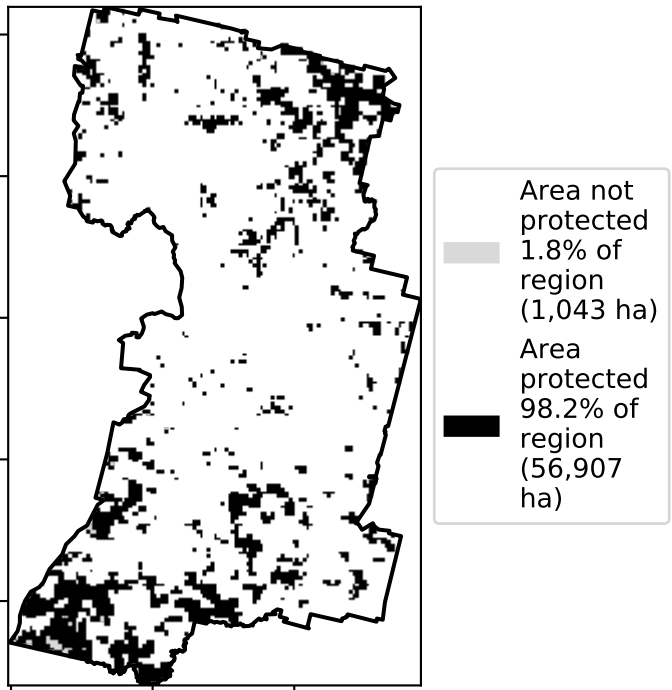 Area not
protected
1.8% of
region
(1,043 ha)
Area
protected
98.2% of
region
(56,907
ha)